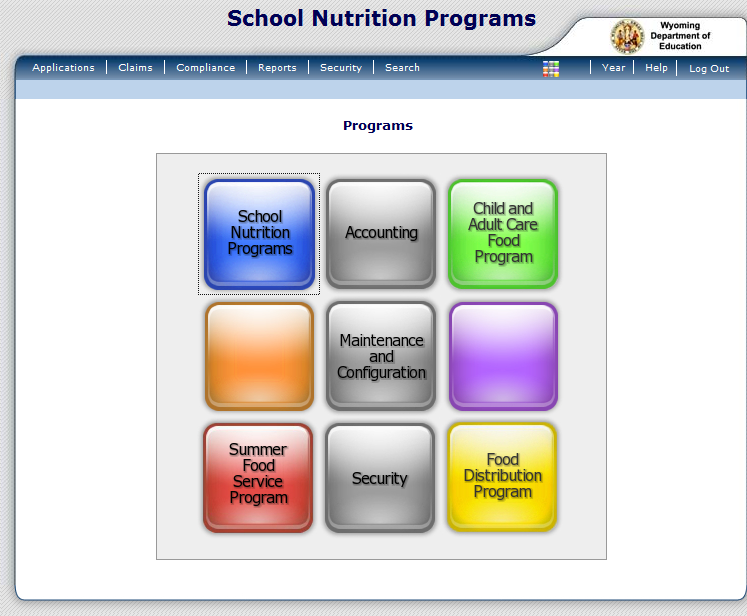 School Nutrition Programs
Wyoming
Department of
Education
Applications
Claims
Compliance
Reports
Security
Search
Year
Help
Log Out
Programs
School
Nutrition
Programs
Accounting
Child and
Adult Care
Food
Program
Maintenance
and
Configuration
Summer
Food
Service
Program
Security
Food
Distribution
Program